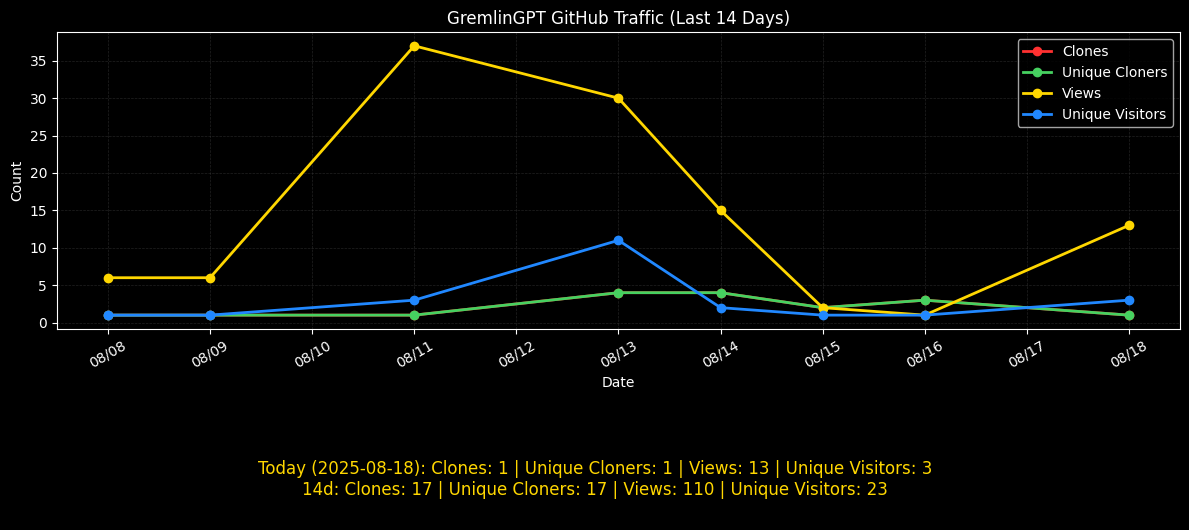 GremlinGPT GitHub Traffic (Last 14 Days)
Clones
Unique Cloners
Views
Unique Visitors
Count
35
30
25
20
15
10
5
0
08/08 08/09 08/10 08/11 08/12 08/13 08/14 08/15 08/16 08/17 08/18
Date
Today (2025-08-18): Clones: 1 | Unique Cloners: 1 | Views: 13 | Unique Visitors: 3
14d: Clones: 17 | Unique Cloners: 17 | Views: 110 | Unique Visitors: 23